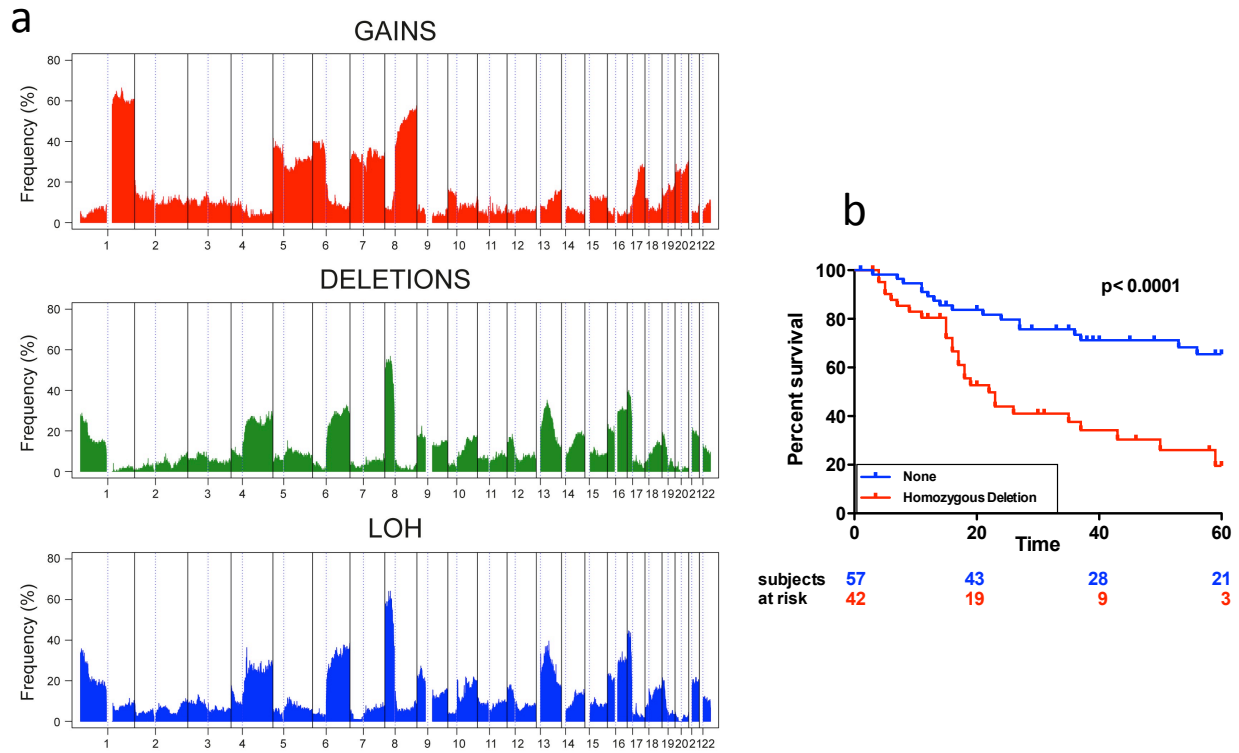 a
GAINS
Frequency (%)
80
60
40
20
0
1 2 3 4 5 6 7 8 9 10 11 12 13 14 15 16 17 18 19 20 21 22
DELETIONS
Frequency (%)
80
60
40
20
0
1 2 3 4 5 6 7 8 9 10 11 12 13 14 15 16 17 18 19 20 21 22
LOH
Frequency (%)
80
60
40
20
0
1 2 3 4 5 6 7 8 9 10 11 12 13 14 15 16 17 18 19 20 21 22
b
p< 0.0001
Percent survival
100
80
60
40
20
0
None
Homozygous Deletion
0 20 40 60
Time
subjects 57 43 28 21
at risk 42 19 9 3